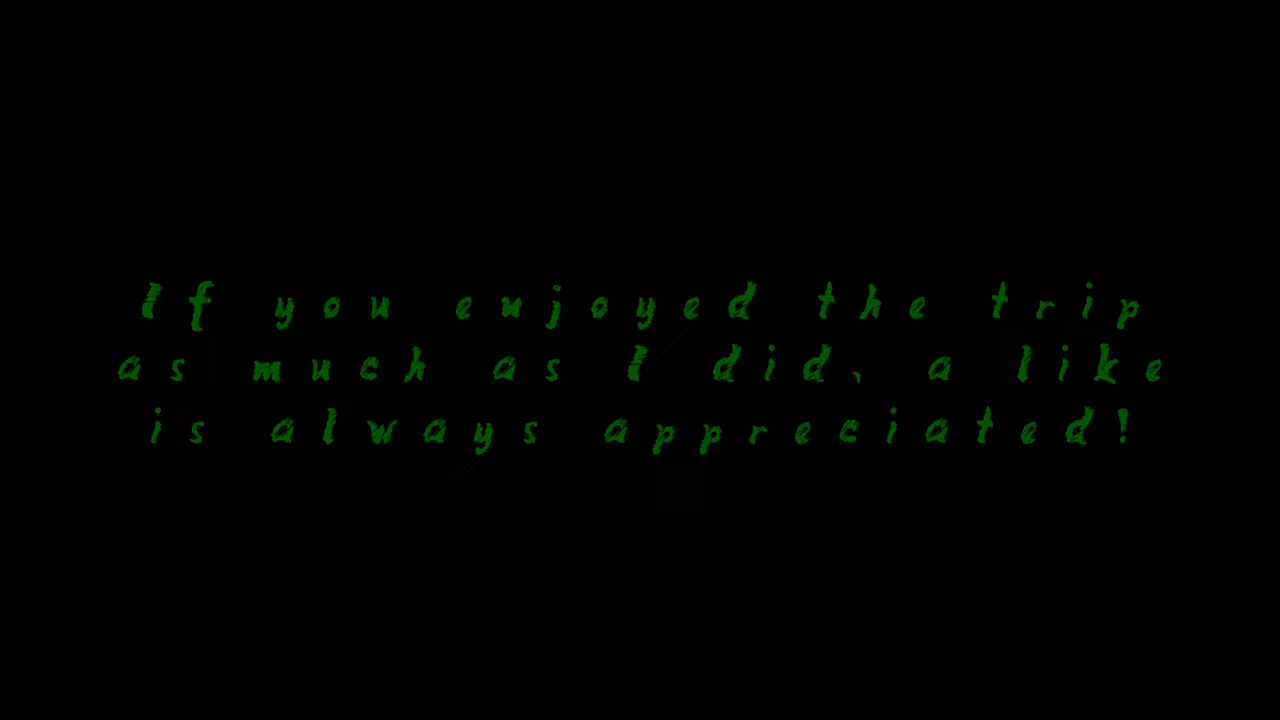 If you enjoyed the trip
as much as I did, a like
is always appreciated!